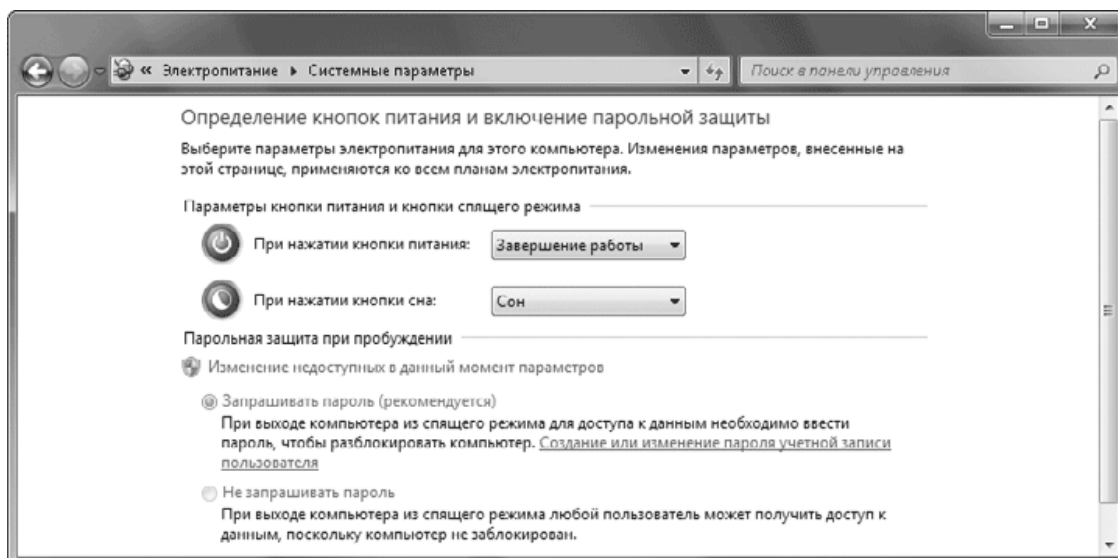 « Электропитание ▸ Системные параметры
Поиск в панели управления
Определение кнопок питания и включение парольной защиты
Выберите параметры электропитания для этого компьютера. Изменения параметров, внесенные на
этой странице, применяются ко всем планам электропитания.
Параметры кнопки питания и кнопки спящего режима
При нажатии кнопки питания: Завершение работы
При нажатии кнопки сна: Сон
Парольная защита при пробуждении
Изменение недоступных в данный момент параметров
Запрашивать пароль (рекомендуется)
При выходе компьютера из спящего режима для доступа к данным необходимо ввести
пароль, чтобы разблокировать компьютер. Создание или изменение пароля учетной записи
пользователя
Не запрашивать пароль
При выходе компьютера из спящего режима любой пользователь может получить доступ к
данным, поскольку компьютер не заблокирован.